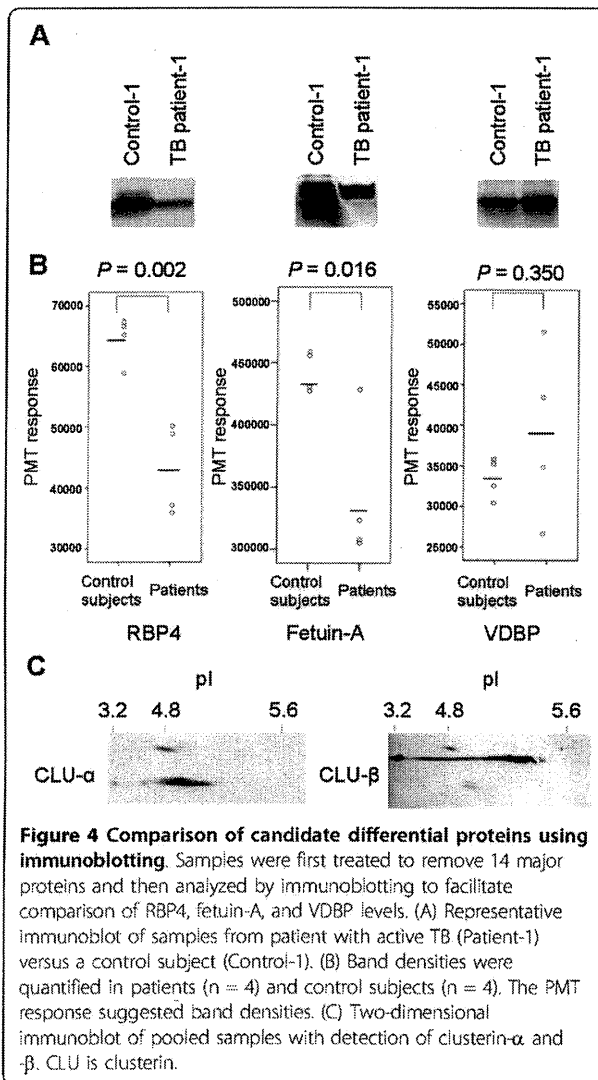 A
Control-1 TB patient-1 Control-1 TB patient-1 Control-1 TB patient-1
B
P = 0.002 P = 0.016 P = 0.350
PMT response PMT response PMT response
70000 500000 55000
60000 450000 50000
50000 400000 45000
40000 350000 40000
30000 300000 35000
30000
25000
Control subjects Patients Control subjects Patients Control subjects Patients
RBP4 Fetuin-A VDBP
C
pI pI
3.2 4.8 5.6 3.2 4.8 5.6
CLU-α CLU-β
Figure 4 Comparison of candidate differential proteins using
immunoblotting. Samples were first treated to remove 14 major
proteins and then analyzed by immunoblotting to facilitate
comparison of RBP4, fetuin-A, and VDBP levels. (A) Representative
immunoblot of samples from patient with active TB (Patient-1)
versus a control subject (Control-1). (B) Band densities were
quantified in patients (n = 4) and control subjects (n = 4). The PMT
response suggested band densities. (C) Two-dimensional
immunoblot of pooled samples with detection of clusterin-α and
-β. CLU is clusterin.